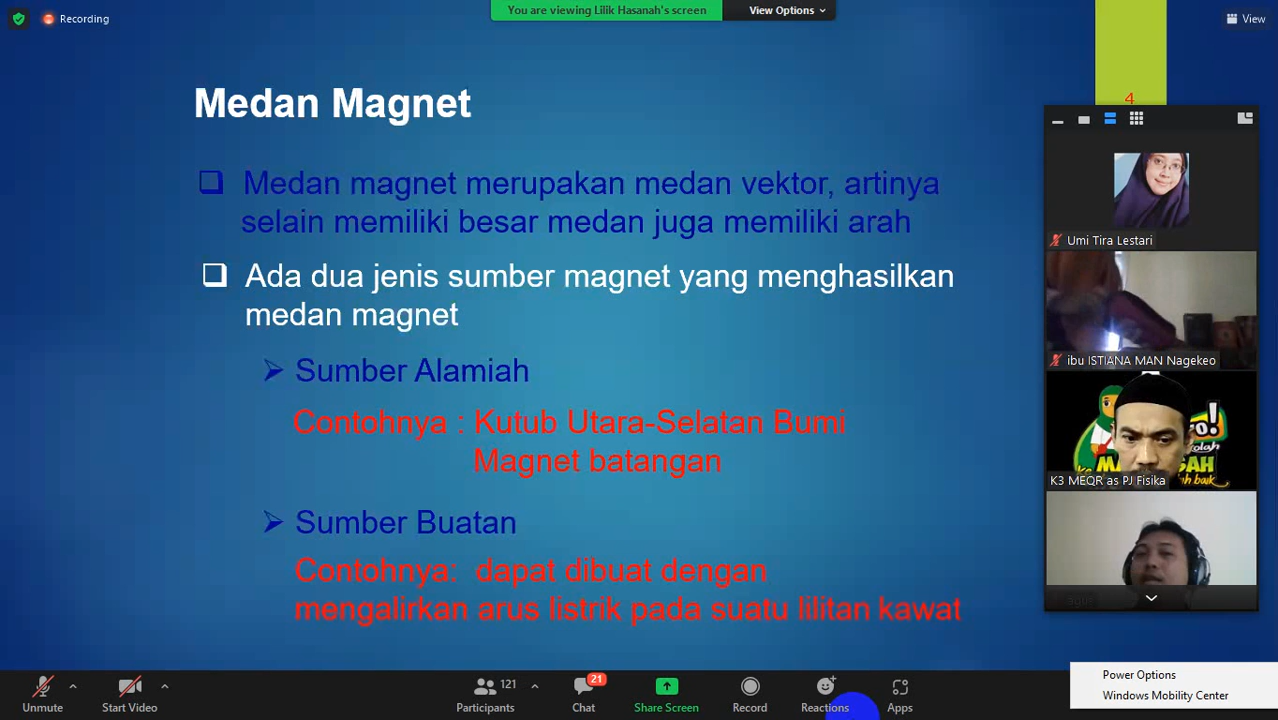 Recording
You are viewing Lilik Hasanah's screen
View Options
View
4
Medan Magnet
Medan magnet merupakan medan vektor, artinya
selain memiliki besar medan juga memiliki arah
Ada dua jenis sumber magnet yang menghasilkan
medan magnet
Sumber Alamiah
Contohnya : Kutub Utara-Selatan Bumi
Magnet batangan
Sumber Buatan
Contohnya: dapat dibuat dengan
mengalirkan arus listrik pada suatu lilitan kawat
Umi Tira Lestari
ibu ISTIANA MAN Nagekeo
K3 MEQR as PJ Fisika
Power Options
Windows Mobility Center
Unmute
Start Video
121
Participants
21
Chat
Share Screen
Record
Reactions
Apps